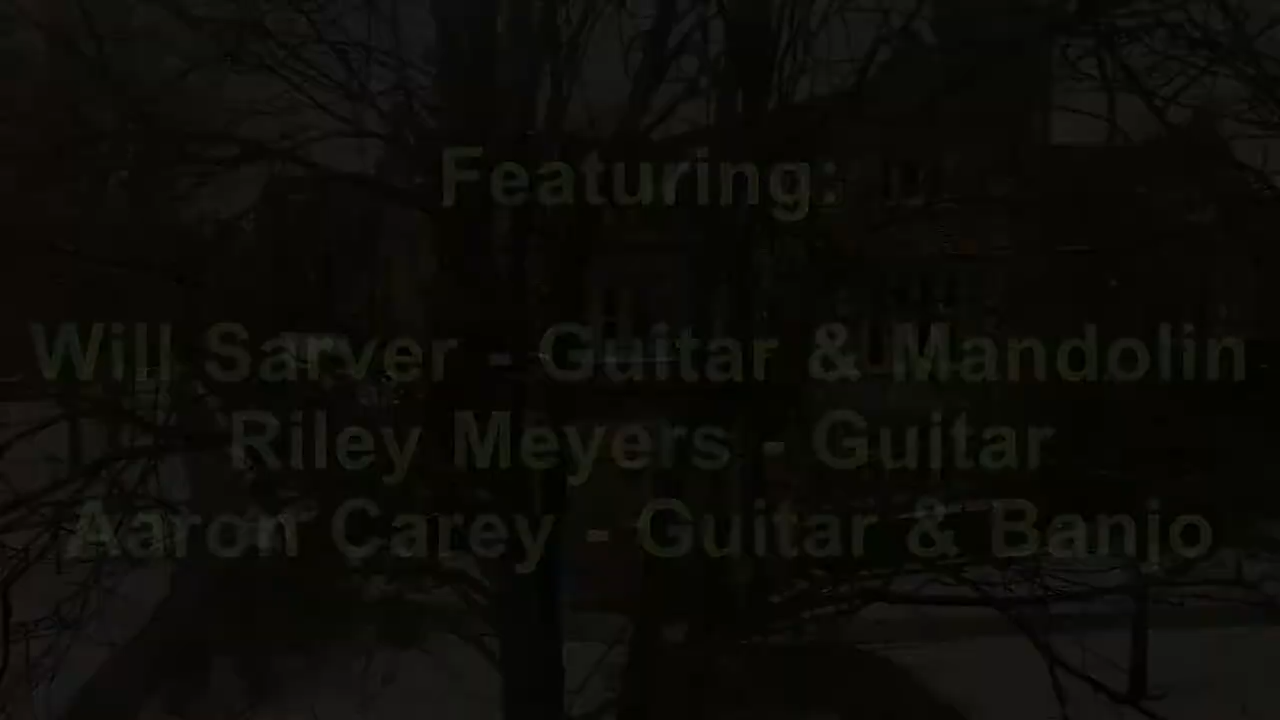 Featuring:
Will Sarver - Guitar & Mandolin
Riley Meyers - Guitar
Aaron Carey - Guitar & Banjo